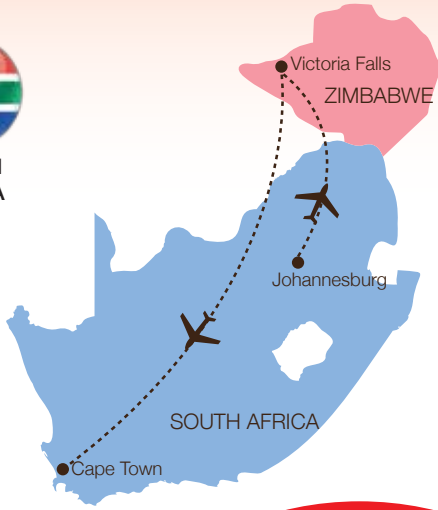 Victoria Falls
ZIMBABWE
Johannesburg
SOUTH AFRICA
Cape Town